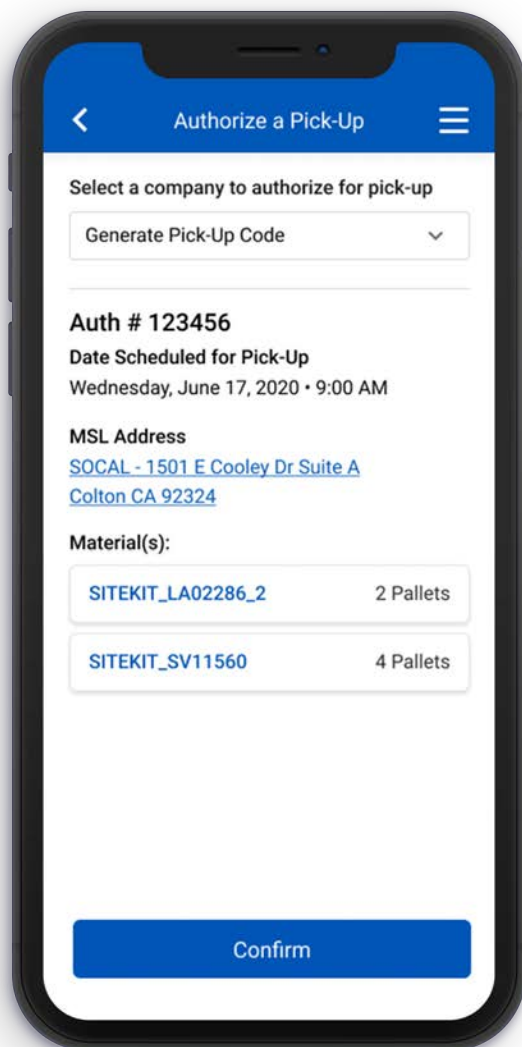 Authorize a Pick-Up
Select a company to authorize for pick-up
Generate Pick-Up Code
Auth # 123456
Date Scheduled for Pick-Up
Wednesday, June 17, 2020 • 9:00 AM
MSL Address
SOCAL - 1501 E Cooley Dr Suite A
Colton CA 92324
Material(s):
SITEKIT_LA02286_2 2 Pallets
SITEKIT_SV11560 4 Pallets
Confirm